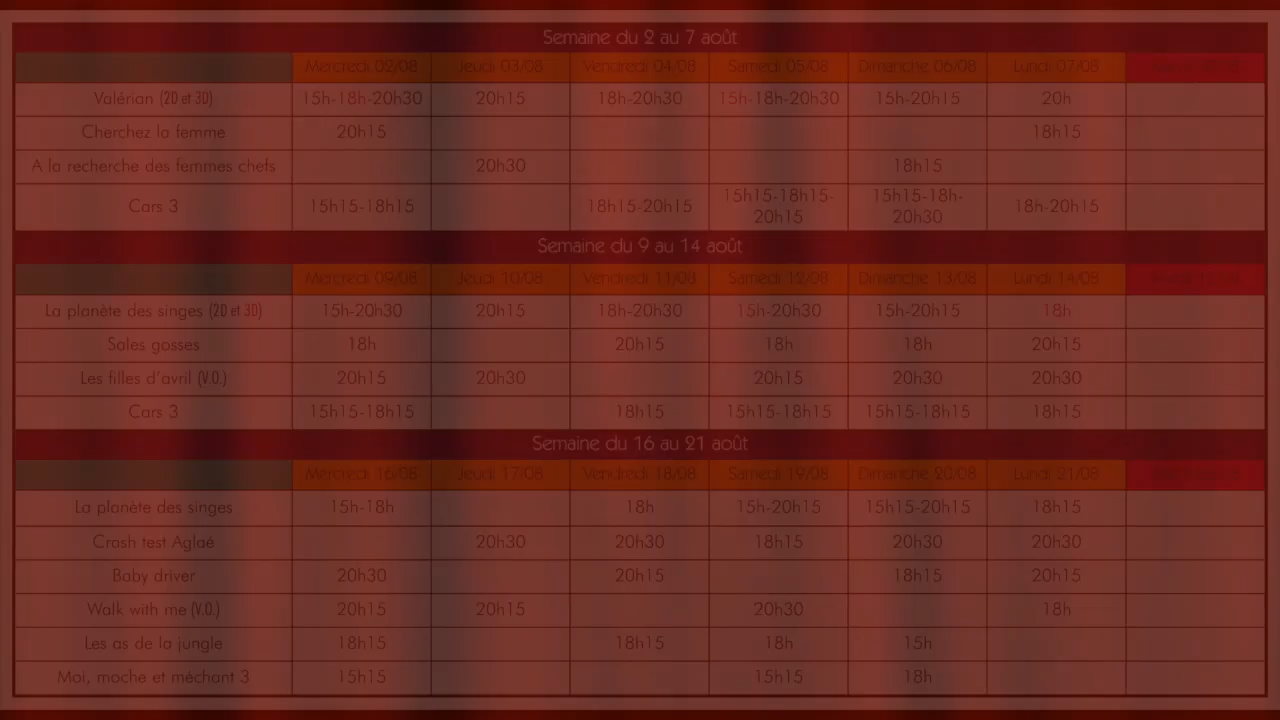 Semaine du 2 au 7 août
Mercredi 02/08 Jeudi 03/08 Vendredi 04/08 Samedi 05/08 Dimanche 06/08 Lundi 07/08
Valérian (2D et 3D) 15h-18h-20h30 20h15 18h-20h30 15h-18h-20h30 15h-20h15 20h
Cherchez la femme 20h15 18h15
A la recherche des femmes chefs 20h30 18h15
Cars 3 15h15-18h15 18h15-20h15 15h15-18h15- 15h15-18h- 18h-20h15
20h15 20h30
Semaine du 9 au 14 août
Mercredi 09/08 Jeudi 10/08 Vendredi 11/08 Samedi 12/08 Dimanche 13/08 Lundi 14/08
La planète des singes (2D et 3D) 15h-20h30 20h15 18h-20h30 15h-20h30 15h-20h15 18h
Sales gosses 18h 20h15 18h 18h 20h15
Les filles d'avril (V.O.) 20h15 20h30 20h15 20h30 20h30
Cars 3 15h15-18h15 18h15 15h15-18h15 15h15-18h15 18h15
Semaine du 16 au 21 août
Mercredi 16/08 Jeudi 17/08 Vendredi 18/08 Samedi 19/08 Dimanche 20/08 Lundi 21/08
La planète des singes 15h-18h 18h 15h-20h15 15h15-20h15 18h15
Crash test Aglaé 20h30 20h30 18h15 20h30 20h30
Baby driver 20h30 20h15 18h15 20h15
Walk with me (V.O.) 20h15 20h15 20h30 18h
Les as de la jungle 18h15 18h15 18h 15h
Moi, moche et méchant 3 15h15 15h15 18h